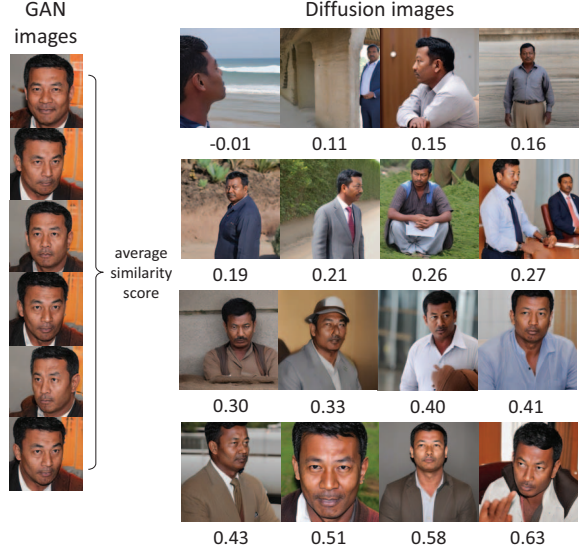 GAN
images
Diffusion images
average
similarity
score
-0.01 0.11 0.15 0.16
0.19 0.21 0.26 0.27
0.30 0.33 0.40 0.41
0.43 0.51 0.58 0.63